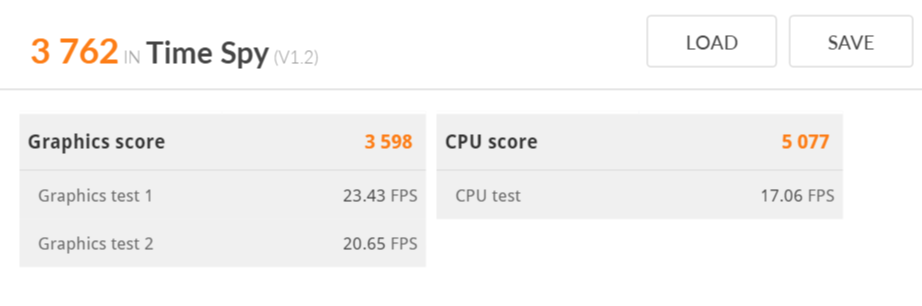 3 762 IN Time Spy (V1.2)
LOAD
SAVE
Graphics score 3 598
Graphics test 1 23.43 FPS
Graphics test 2 20.65 FPS
CPU score 5 077
CPU test 17.06 FPS